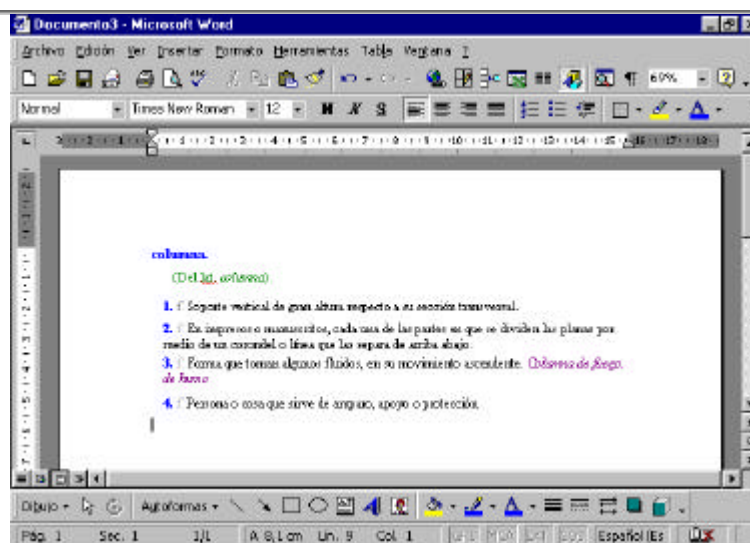 Documento3 - Microsoft Word
Archivo Edición Ver Insertar Formato Herramientas Tabla Ventana ?
69%
Normal Times New Roman 12 N K S
columna.
(Del lat. columna)
1. f. Soporte vertical de gran altura respecto a su sección transversal.
2. f. En impresos o manuscritos, cada una de las partes en que se dividen las planas por
medio de un corondel o línea que las separa de arriba abajo.
3. f. Forma que toman algunos fluidos, en su movimiento ascendente. Columna de fuego,
de humo
4. f. Persona o cosa que sirve de amparo, apoyo o protección.
Dibujo Autoformas
Pág. 1 Sec. 1 1/1 A 8,1 cm Lín. 9 Col. 1 Español (Es